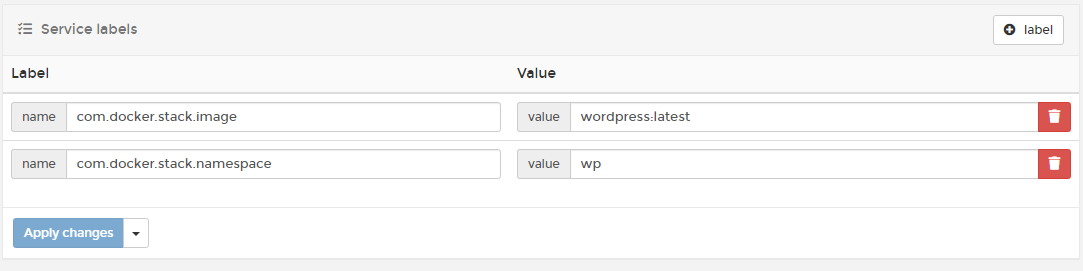 Service labels
label
Label Value
name com.docker.stack.image value wordpress:latest
name com.docker.stack.namespace value wp
Apply changes